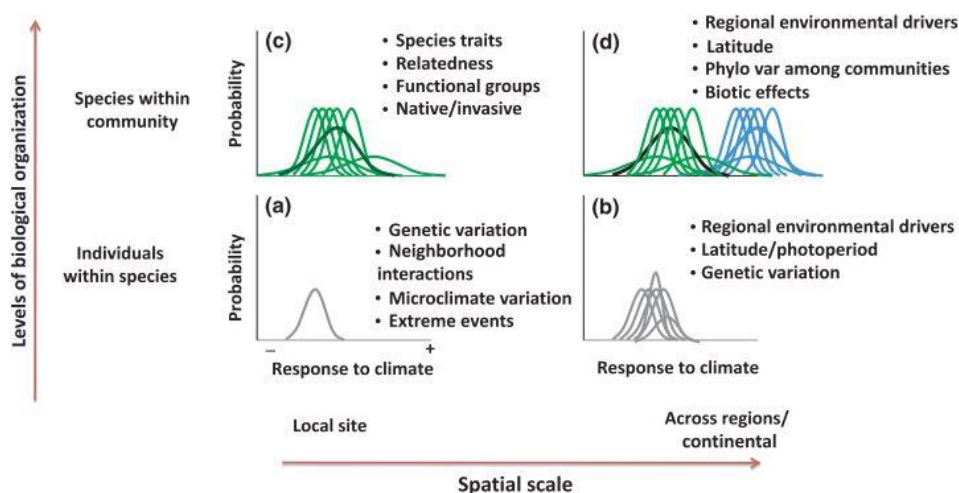 Levels of biological organization
Species within
community
Individuals
within species
(c)
Probability
• Species traits
• Relatedness
• Functional groups
• Native/invasive
(d)
• Regional environmental drivers
• Latitude
• Phylo var among communities
• Biotic effects
(a)
Probability
• Genetic variation
• Neighborhood
interactions
• Microclimate variation
• Extreme events
– +
Response to climate
(b)
Probability
• Regional environmental drivers
• Latitude/photoperiod
• Genetic variation
Response to climate
Local site
Across regions/
continental
Spatial scale